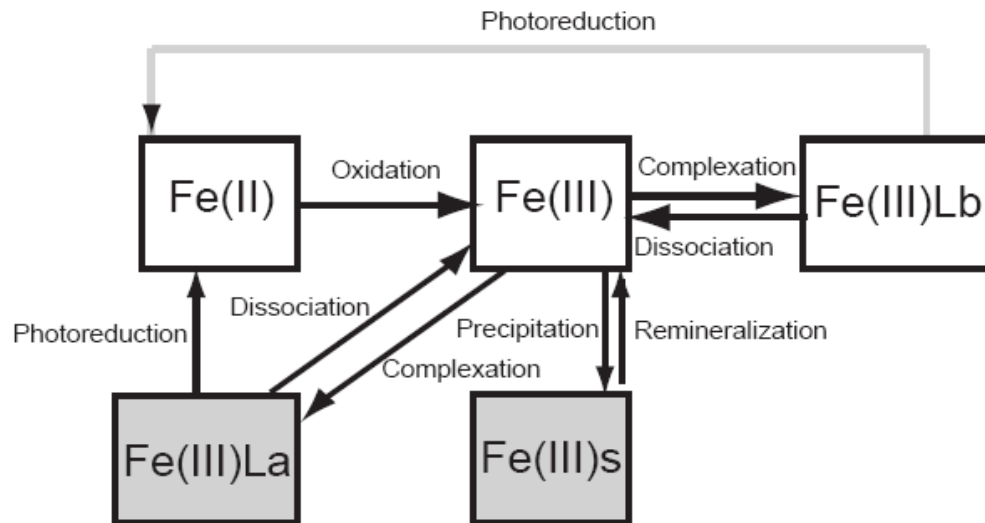 Photoreduction
Fe(II)
Oxidation
Fe(III)
Complexation
Fe(III)Lb
Dissociation
Photoreduction
Dissociation
Precipitation
Remineralization
Complexation
Fe(III)La
Fe(III)s